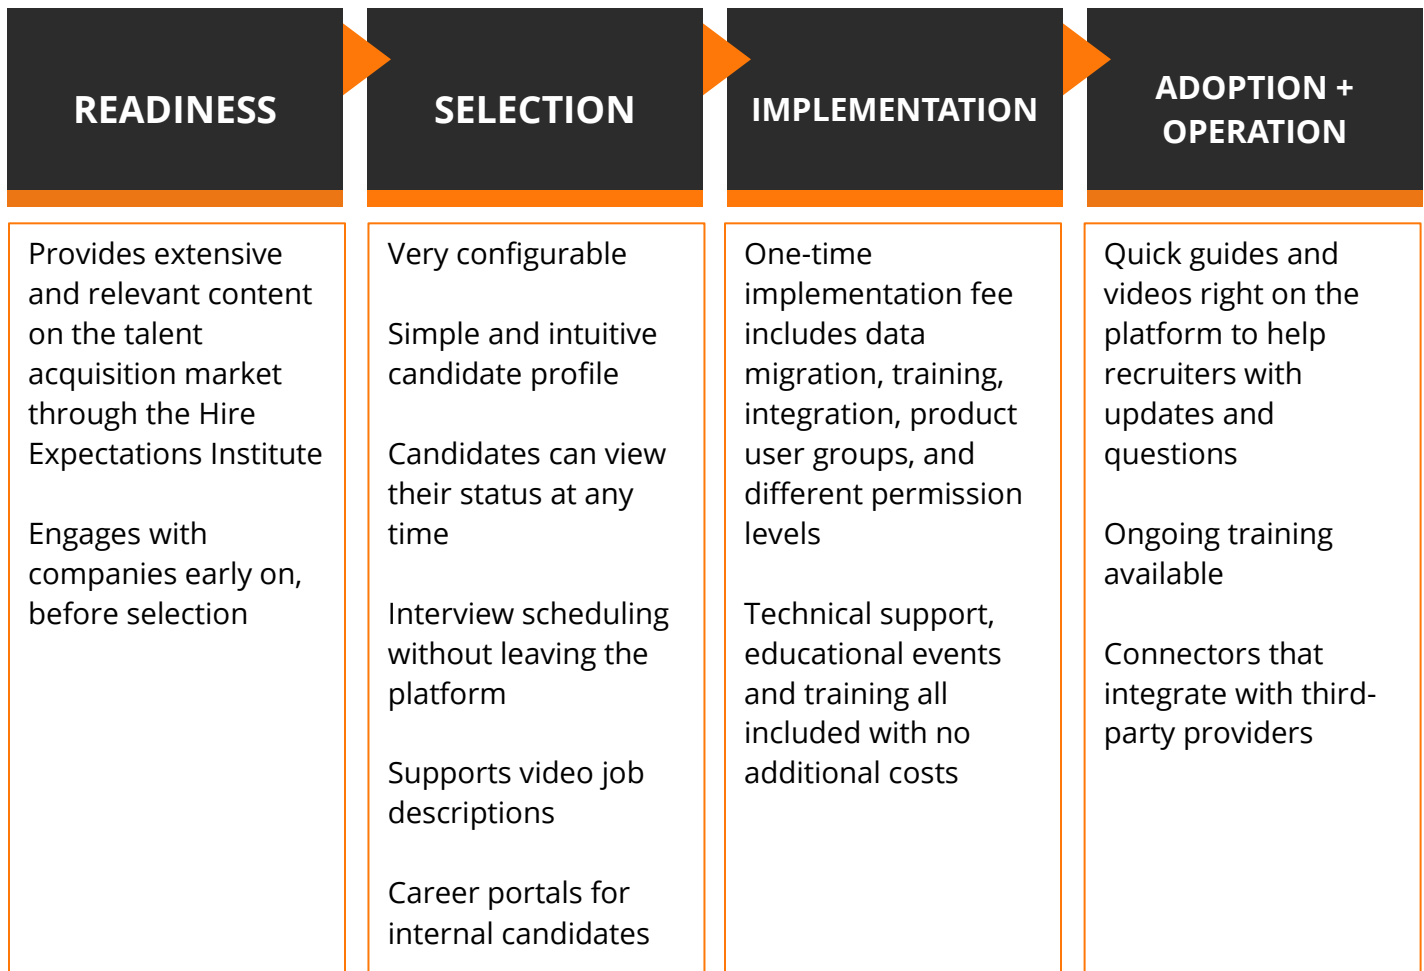 READINESS
Provides extensive
and relevant content
on the talent
acquisition market
through the Hire
Expectations Institute
Engages with
companies early on,
before selection
SELECTION
Very configurable
Simple and intuitive
candidate profile
Candidates can view
their status at any
time
Interview scheduling
without leaving the
platform
Supports video job
descriptions
Career portals for
internal candidates
IMPLEMENTATION
One-time
implementation fee
includes data
migration, training,
integration, product
user groups, and
different permission
levels
Technical support,
educational events
and training all
included with no
additional costs
ADOPTION +
OPERATION
Quick guides and
videos right on the
platform to help
recruiters with
updates and
questions
Ongoing training
available
Connectors that
integrate with third-
party providers